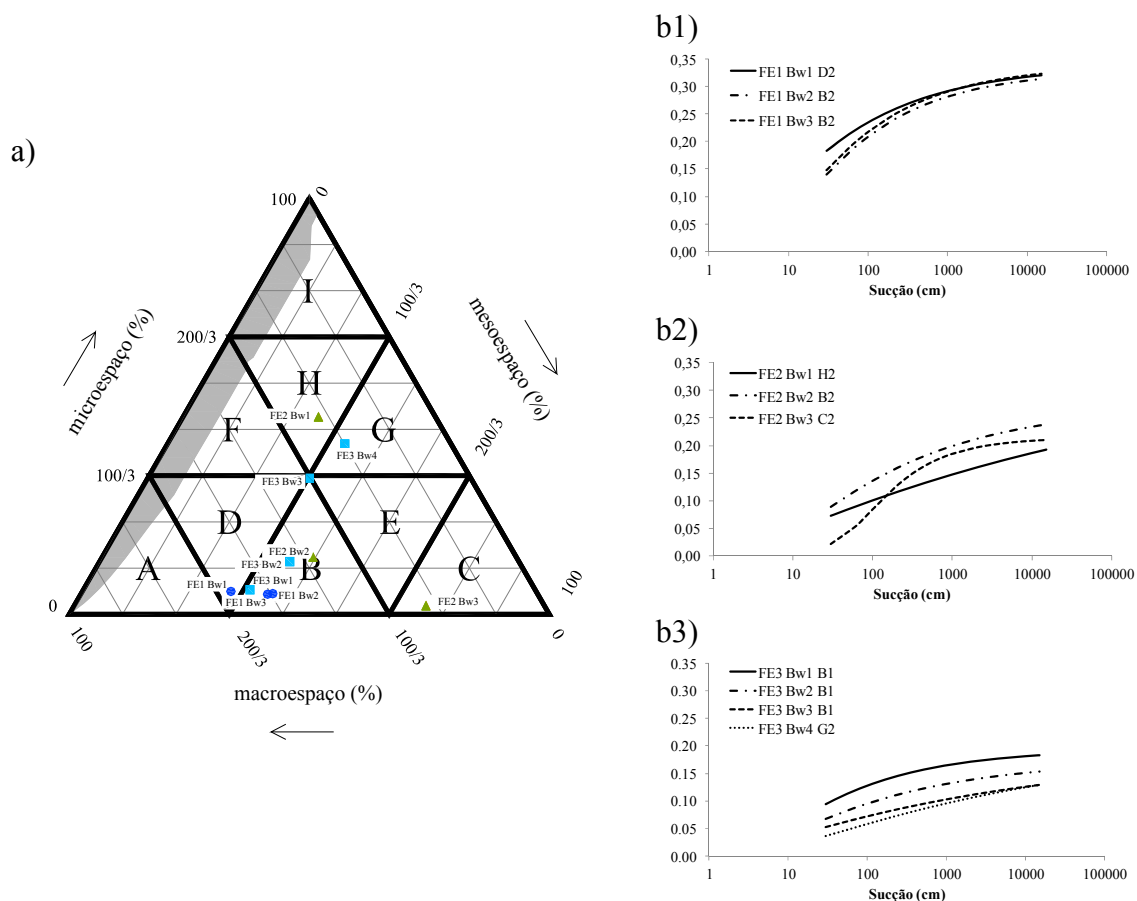 a)
100
0
I
200/3
100/3
microespaço (%)
mesoespaço (%)
H
FE2 Bw1
F
G
FE3 Bw4
100/3
200/3
FE3 Bw3
D
E
FE2 Bw2
FE3 Bw2
A
B
C
FE1 Bw1
FE3 Bw1
FE1 Bw3
FE1 Bw2
FE2 Bw3
0
100
100
200/3
100/3
0
macroespaço (%)
b1)
0,35
0,30
0,25
0,20
0,15
0,10
0,05
0,00
FE1 Bw1 D2
FE1 Bw2 B2
FE1 Bw3 B2
1 10 100 1000 10000 100000
Sucção (cm)
b2)
0,35
0,30
0,25
0,20
0,15
0,10
0,05
0,00
FE2 Bw1 H2
FE2 Bw2 B2
FE2 Bw3 C2
1 10 100 1000 10000 100000
Sucção (cm)
b3)
0.35
0.30
0.25
0.20
0.15
0.10
0.05
0.00
FE3 Bw1 B1
FE3 Bw2 B1
FE3 Bw3 B1
FE3 Bw4 G2
1 10 100 1000 10000 100000
Sucção (cm)